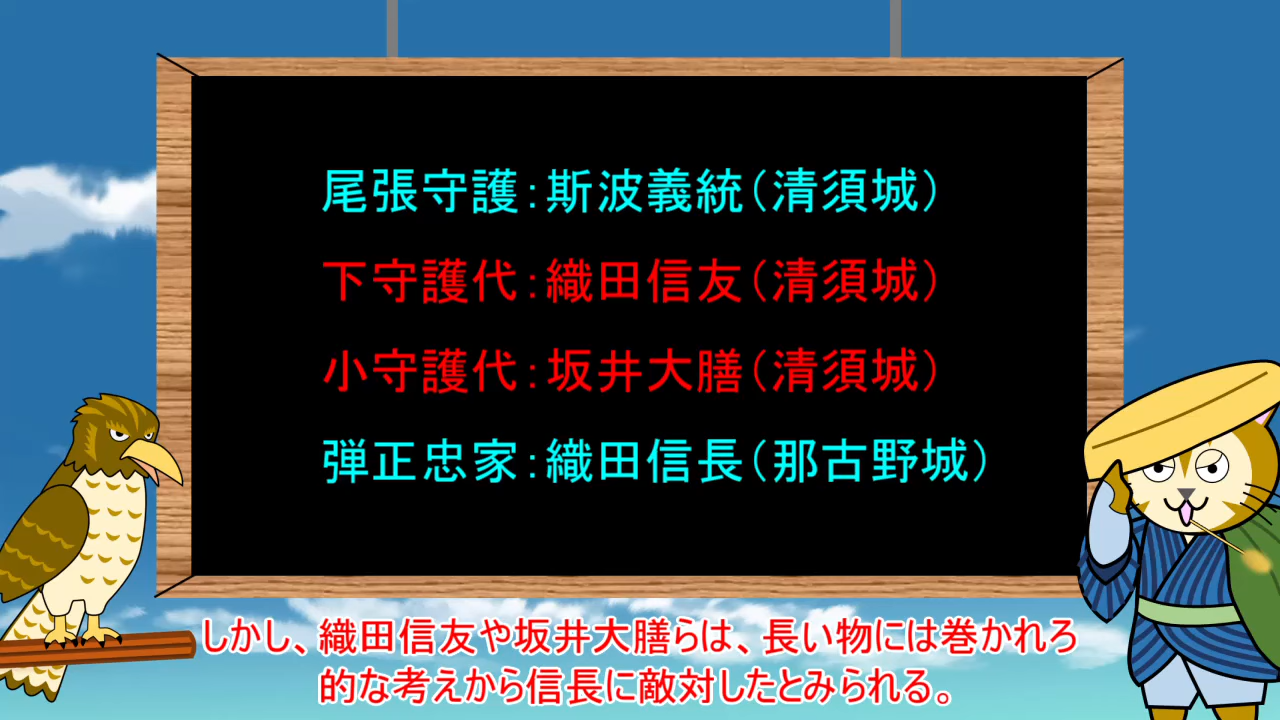 尾張守護：斯波義統（清須城）
下守護代：織田信友（清須城）
小守護代：坂井大膳（清須城）
弾正忠家：織田信長（那古野城）
しかし、織田信友や坂井大膳らは、長い物には巻かれろ
的な考えから信長に敵対したとみられる。